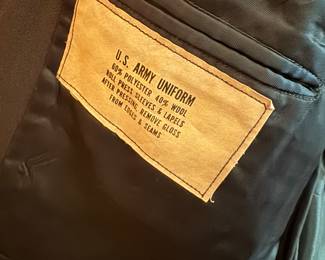 U.S. ARMY UNIFORM
60% POLYESTER 40% WOOL
ROLL PRESS SLEEVES & LAPELS
AFTER PRESSING REMOVE GLOSS
FROM EDGES & SEAMS